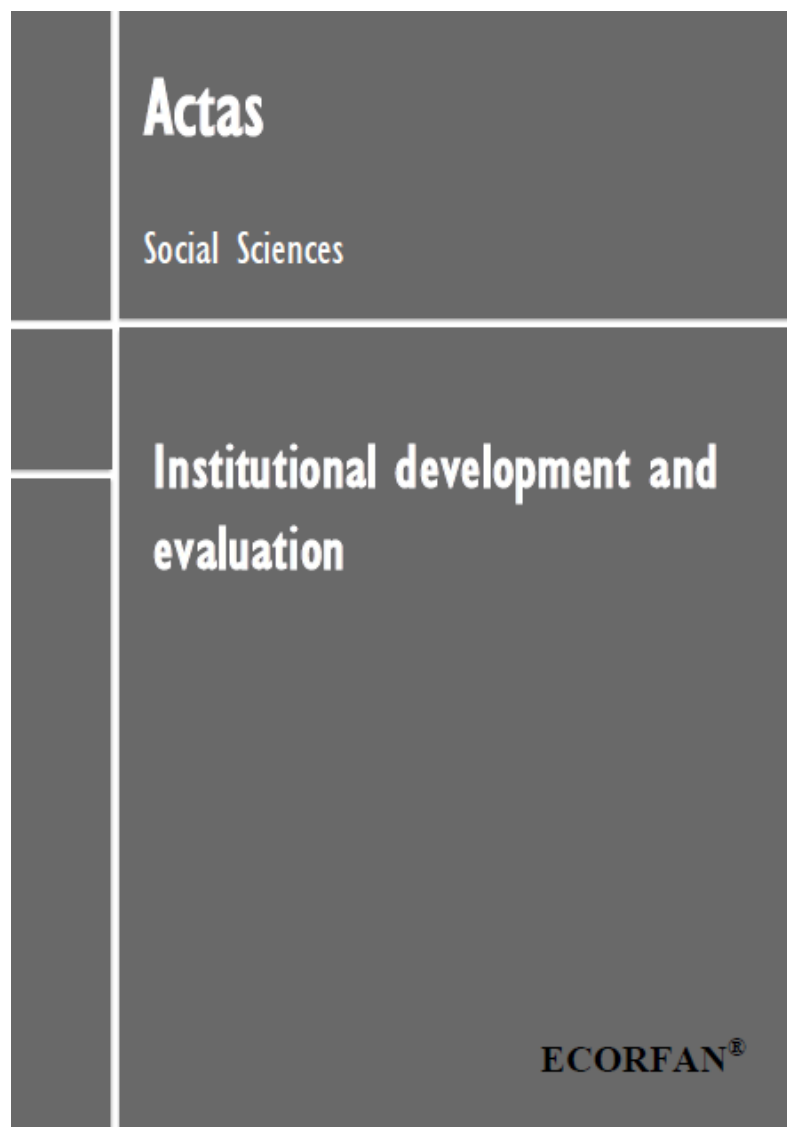 Actas
Social Sciences
Institutional development and
evaluation
ECORFAN®